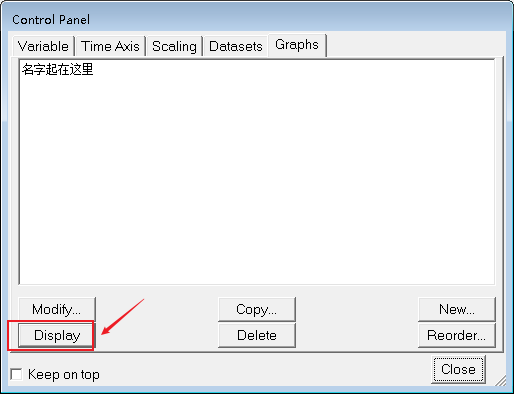 Control Panel
Variable Time Axis Scaling Datasets Graphs
名字起在这里
Modify... Copy... New...
Display Delete Reorder...
Keep on top Close